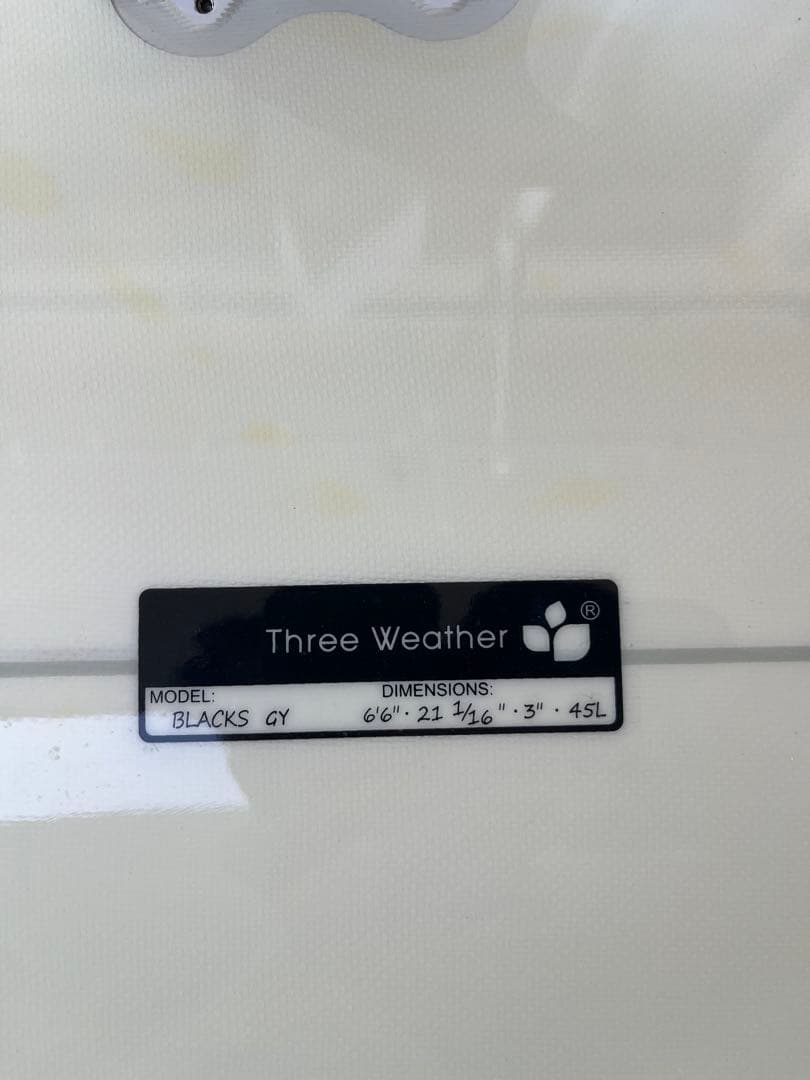 Three Weather ®
MODEL: DIMENSIONS:
BLACKS GY 6'6" · 21 1/16" · 3" · 45L